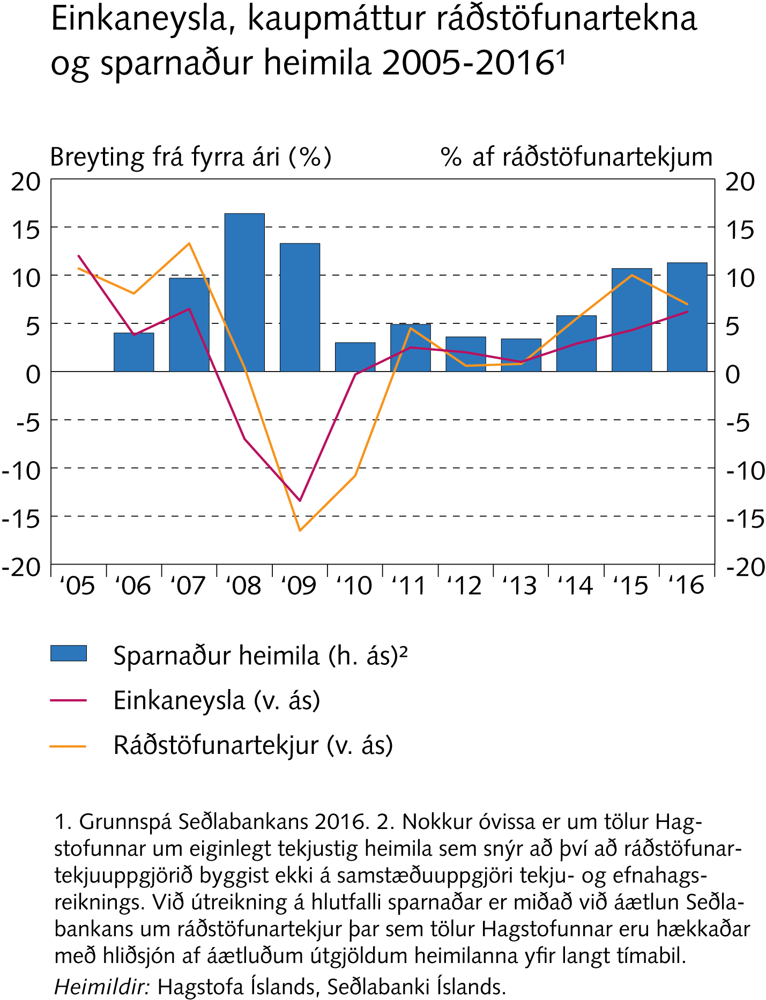 Einkaneysla, kaupmáttur ráðstöfunartekna
og sparnaður heimila 2005-2016¹
Breyting frá fyrra ári (%)
% af ráðstöfunartekjum
20
15
10
5
0
-5
-10
-15
-20
20
15
10
5
0
-5
-10
-15
-20
‘05 ‘06 ‘07 ‘08 ‘09 ‘10 ‘11 ‘12 ‘13 ‘14 ‘15 ‘16
Sparnaður heimila (h. ás)²
Einkaneysla (v. ás)
Ráðstöfunartekjur (v. ás)
1. Grunnspá Seðlabankans 2016. 2. Nokkur óvissa er um tölur Hag-
stofunnar um eiginlegt tekjustig heimila sem snýr að því að ráðstöfunar-
tekjuuppgjörið byggist ekki á samstæðuuppgjöri tekju- og efnahags-
reiknings. Við útreikning á hlutfalli sparnaðar er miðað við áætlun Seðla-
bankans um ráðstöfunartekjur þar sem tölur Hagstofunnar eru hækkaðar
með hliðsjón af áætluðum útgjöldum heimilanna yfir langt tímabil.
Heimildir: Hagstofa Íslands, Seðlabanki Íslands.